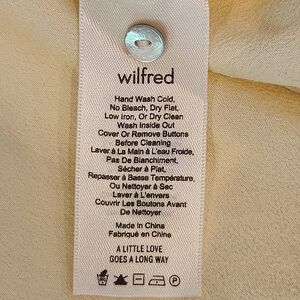 wilfred
Hand Wash Cold,
No Bleach, Dry Flat,
Low Iron, Or Dry Clean
Wash Inside Out
Cover Or Remove Buttons
Before Cleaning
Laver à La Main à L'eau Froide,
Pas De Blanchiment,
Sécher à Plat,
Repasser à Basse Température,
Ou Nettoyer à Sec
Laver à L'envers
Couvrir Les Boutons Avant
De Nettoyer
Made in China
Fabriqué en Chine
A LITTLE LOVE
GOES A LONG WAY
P